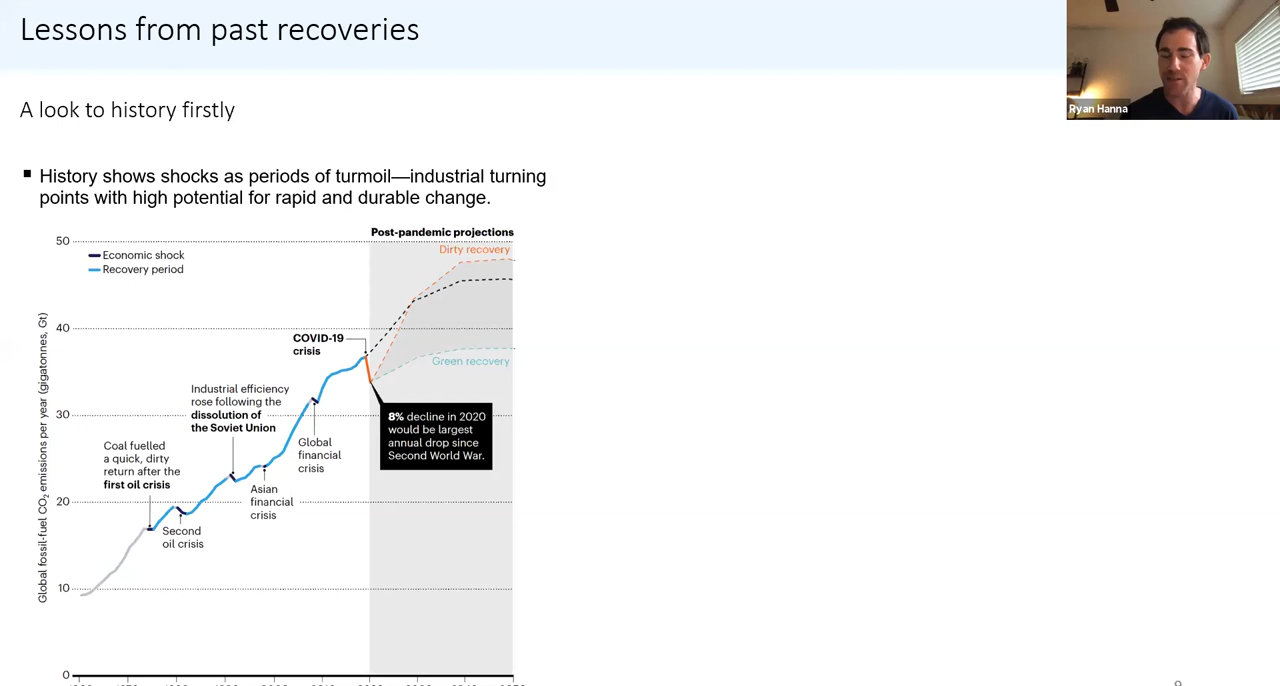 Lessons from past recoveries
Ryan Hanna
A look to history firstly
▪ History shows shocks as periods of turmoil—industrial turning
points with high potential for rapid and durable change.
Post-pandemic projections
50
Dirty recovery
Economic shock
Recovery period
40
COVID-19
crisis
Green recovery
Industrial efficiency
rose following the
dissolution of
the Soviet Union
30
8% decline in 2020
would be largest
annual drop since
Second World War.
Global
financial
crisis
Coal fuelled
a quick, dirty
return after the
first oil crisis
Asian
financial
crisis
20
Second
oil crisis
10
0
Global fossil-fuel CO₂ emissions per year (gigatonnes, Gt)